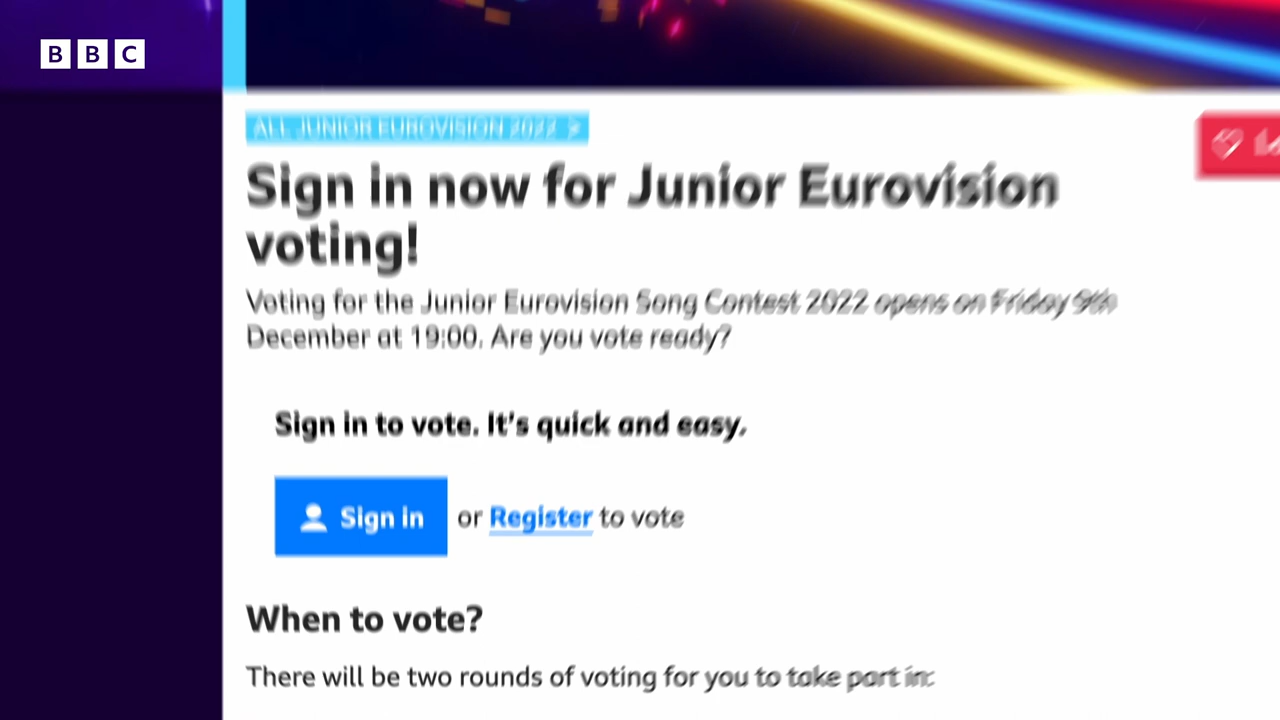 BBC
ALL JUNIOR EUROVISION 2022 >
Sign in now for Junior Eurovision
voting!
Voting for the Junior Eurovision Song Contest 2022 opens on Friday 9th
December at 19:00. Are you vote ready?
Sign in to vote. It's quick and easy.
Sign in or Register to vote
When to vote?
There will be two rounds of voting for you to take part in: